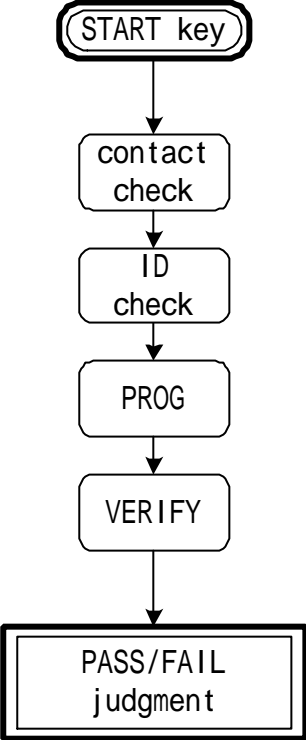 START key
contact
check
ID
check
PROG
VERIFY
PASS/FAIL
judgment